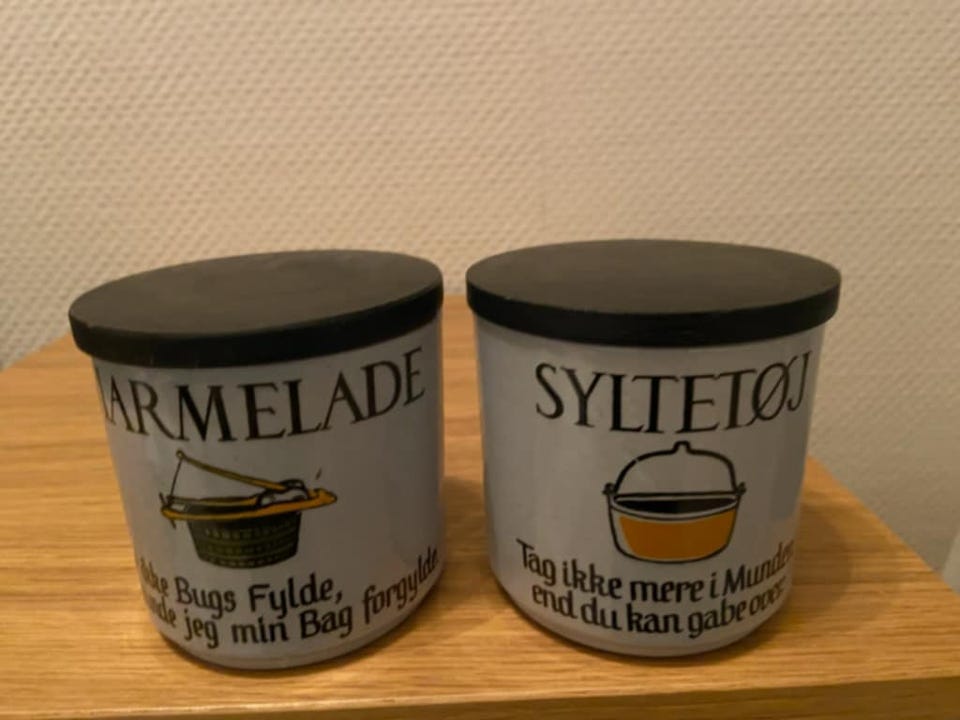 ARMELADE
Bugs Fylde,
jeg min Bag forgylde.
SYLTETØJ
Tag ikke mere i Munden
end du kan gabe over.